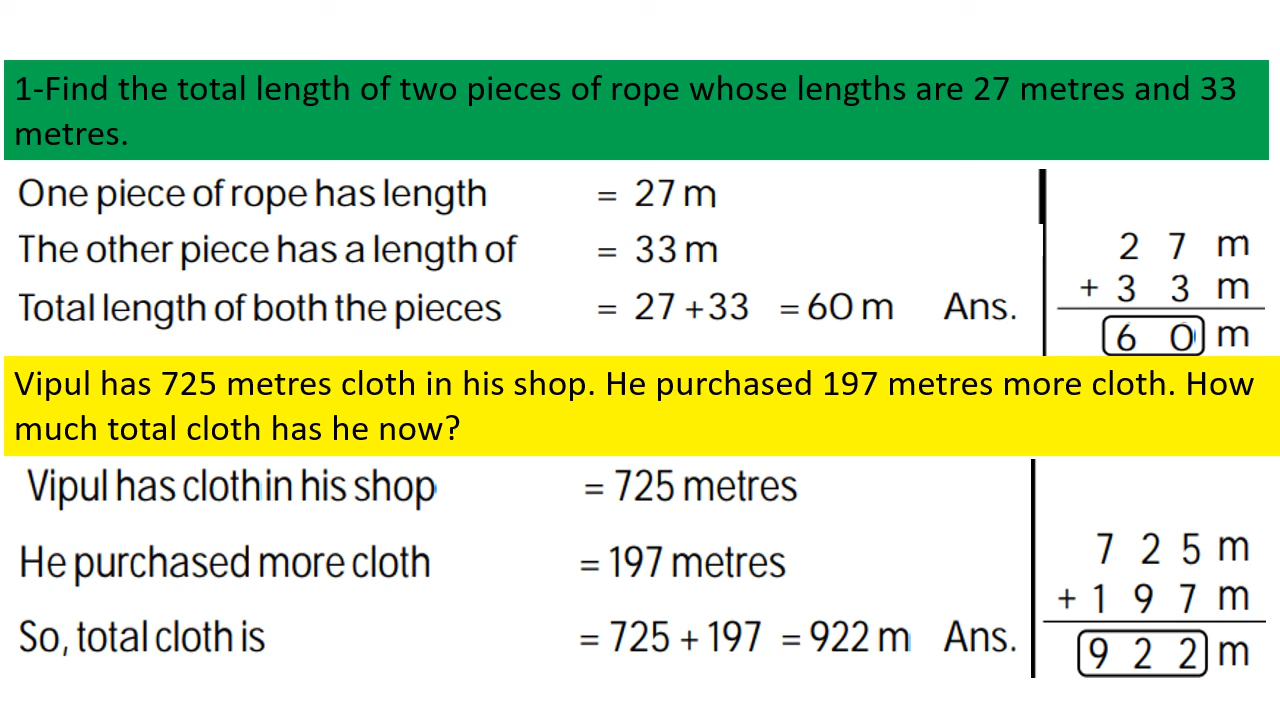 1-Find the total length of two pieces of rope whose lengths are 27 metres and 33
metres.
One piece of rope has length = 27 m
The other piece has a length of = 33 m
Total length of both the pieces = 27 + 33 = 60 m Ans.
2 7 m
+ 3 3 m
6 0 m
Vipul has 725 metres cloth in his shop. He purchased 197 metres more cloth. How
much total cloth has he now?
Vipul has cloth in his shop = 725 metres
He purchased more cloth = 197 metres
So, total cloth is = 725 + 197 = 922 m Ans.
7 2 5 m
+ 1 9 7 m
9 2 2 m